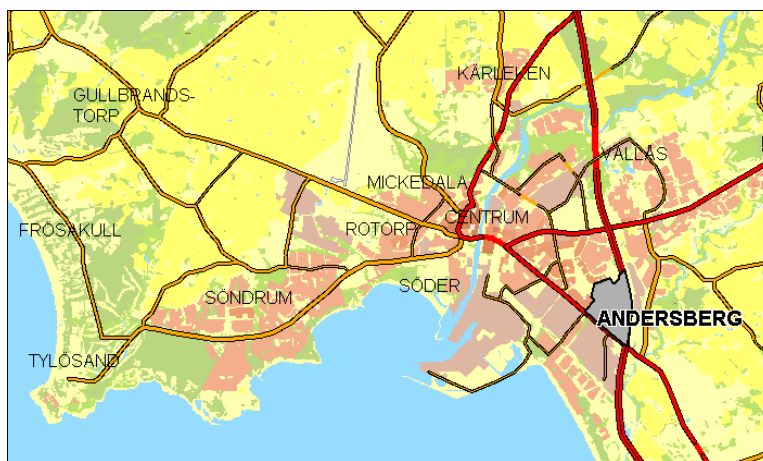 KÄRLEKEN
GULLBRANDS-
TORP
VALLÅS
MICKEDALA
CENTRUM
FRÖSAKULL
ROTORP
SÖNDRUM
SÖDER
ANDERSBERG
TYLÖSAND